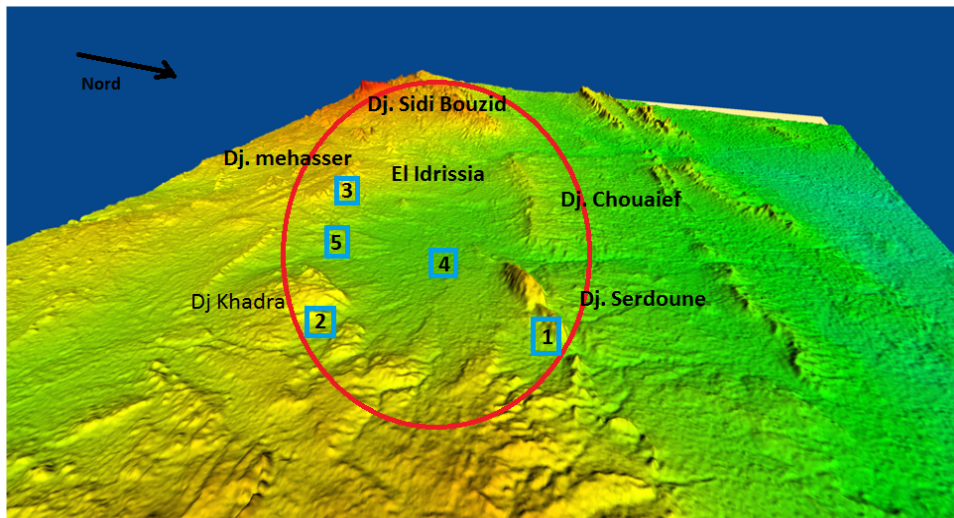 Nord
Dj. Sidi Bouzid
Dj. mehasser
El Idrissia
3
Dj. Chouaief
5
4
Dj Khadra
Dj. Serdoune
2
1